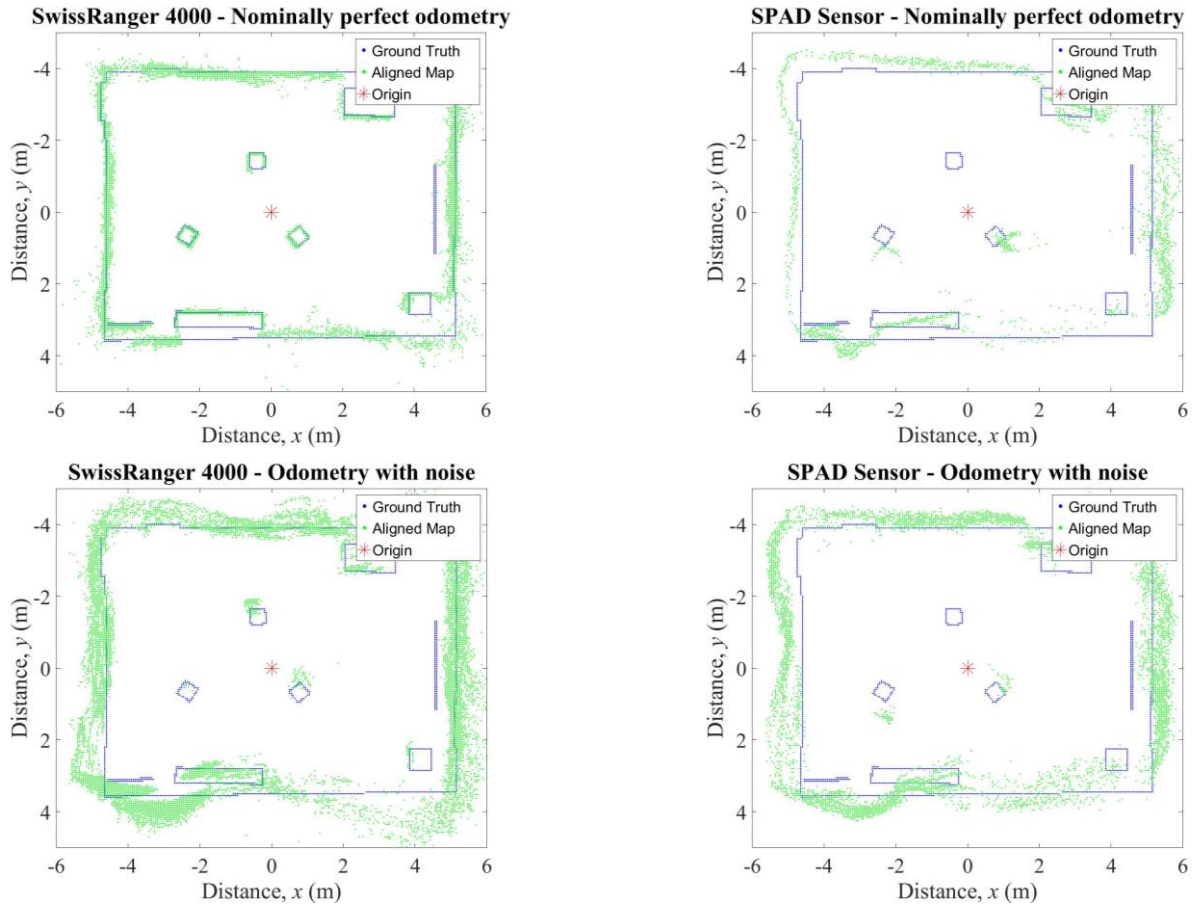 SwissRanger 4000 - Nominally perfect odometry
-4
-2
0
2
4
Distance, y (m)
Ground Truth
Aligned Map
Origin
-6 -4 -2 0 2 4 6
Distance, x (m)
SPAD Sensor - Nominally perfect odometry
-4
-2
0
2
4
Distance, y (m)
Ground Truth
Aligned Map
Origin
-6 -4 -2 0 2 4 6
Distance, x (m)
SwissRanger 4000 - Odometry with noise
-4
-2
0
2
4
Distance, y (m)
Ground Truth
Aligned Map
Origin
-6 -4 -2 0 2 4 6
Distance, x (m)
SPAD Sensor - Odometry with noise
-4
-2
0
2
4
Distance, y (m)
Ground Truth
Aligned Map
Origin
-6 -4 -2 0 2 4 6
Distance, x (m)